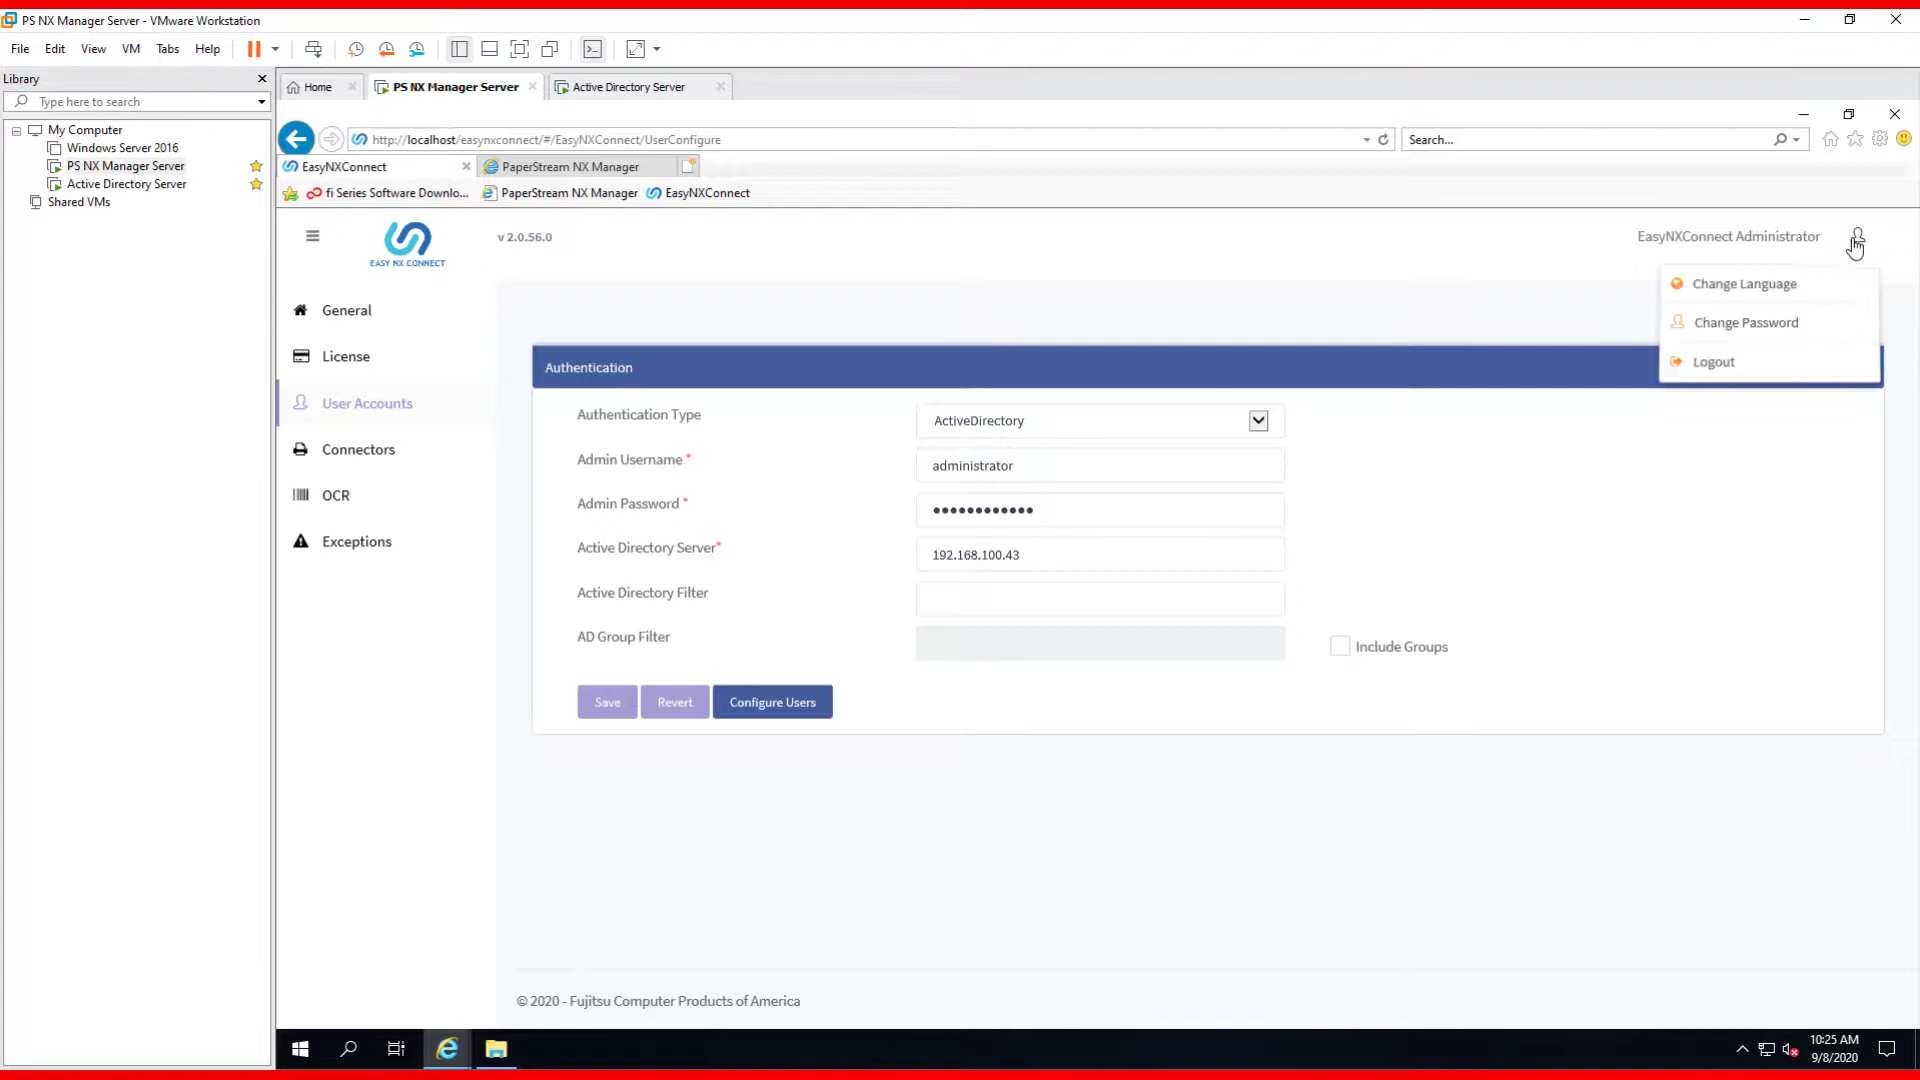 PS NX Manager Server - VMware Workstation
File Edit View VM Tabs Help
Library
Type here to search
My Computer
Windows Server 2016
PS NX Manager Server
Active Directory Server
Shared VMs
Home PS NX Manager Server Active Directory Server
http://localhost/easynxconnect/#/EasyNXConnect/UserConfigure Search...
EasyNXConnect PaperStream NX Manager
fi Series Software Downlo... PaperStream NX Manager EasyNXConnect
EASY NX CONNECT
v 2.0.56.0
EasyNXConnect Administrator
Change Language
Change Password
Logout
General
License
User Accounts
Connectors
OCR
Exceptions
Authentication
Authentication Type ActiveDirectory
Admin Username * administrator
Admin Password * ••••••••••••
Active Directory Server* 192.168.100.43
Active Directory Filter
AD Group Filter Include Groups
Save Revert Configure Users
© 2020 - Fujitsu Computer Products of America
10:25 AM
9/8/2020